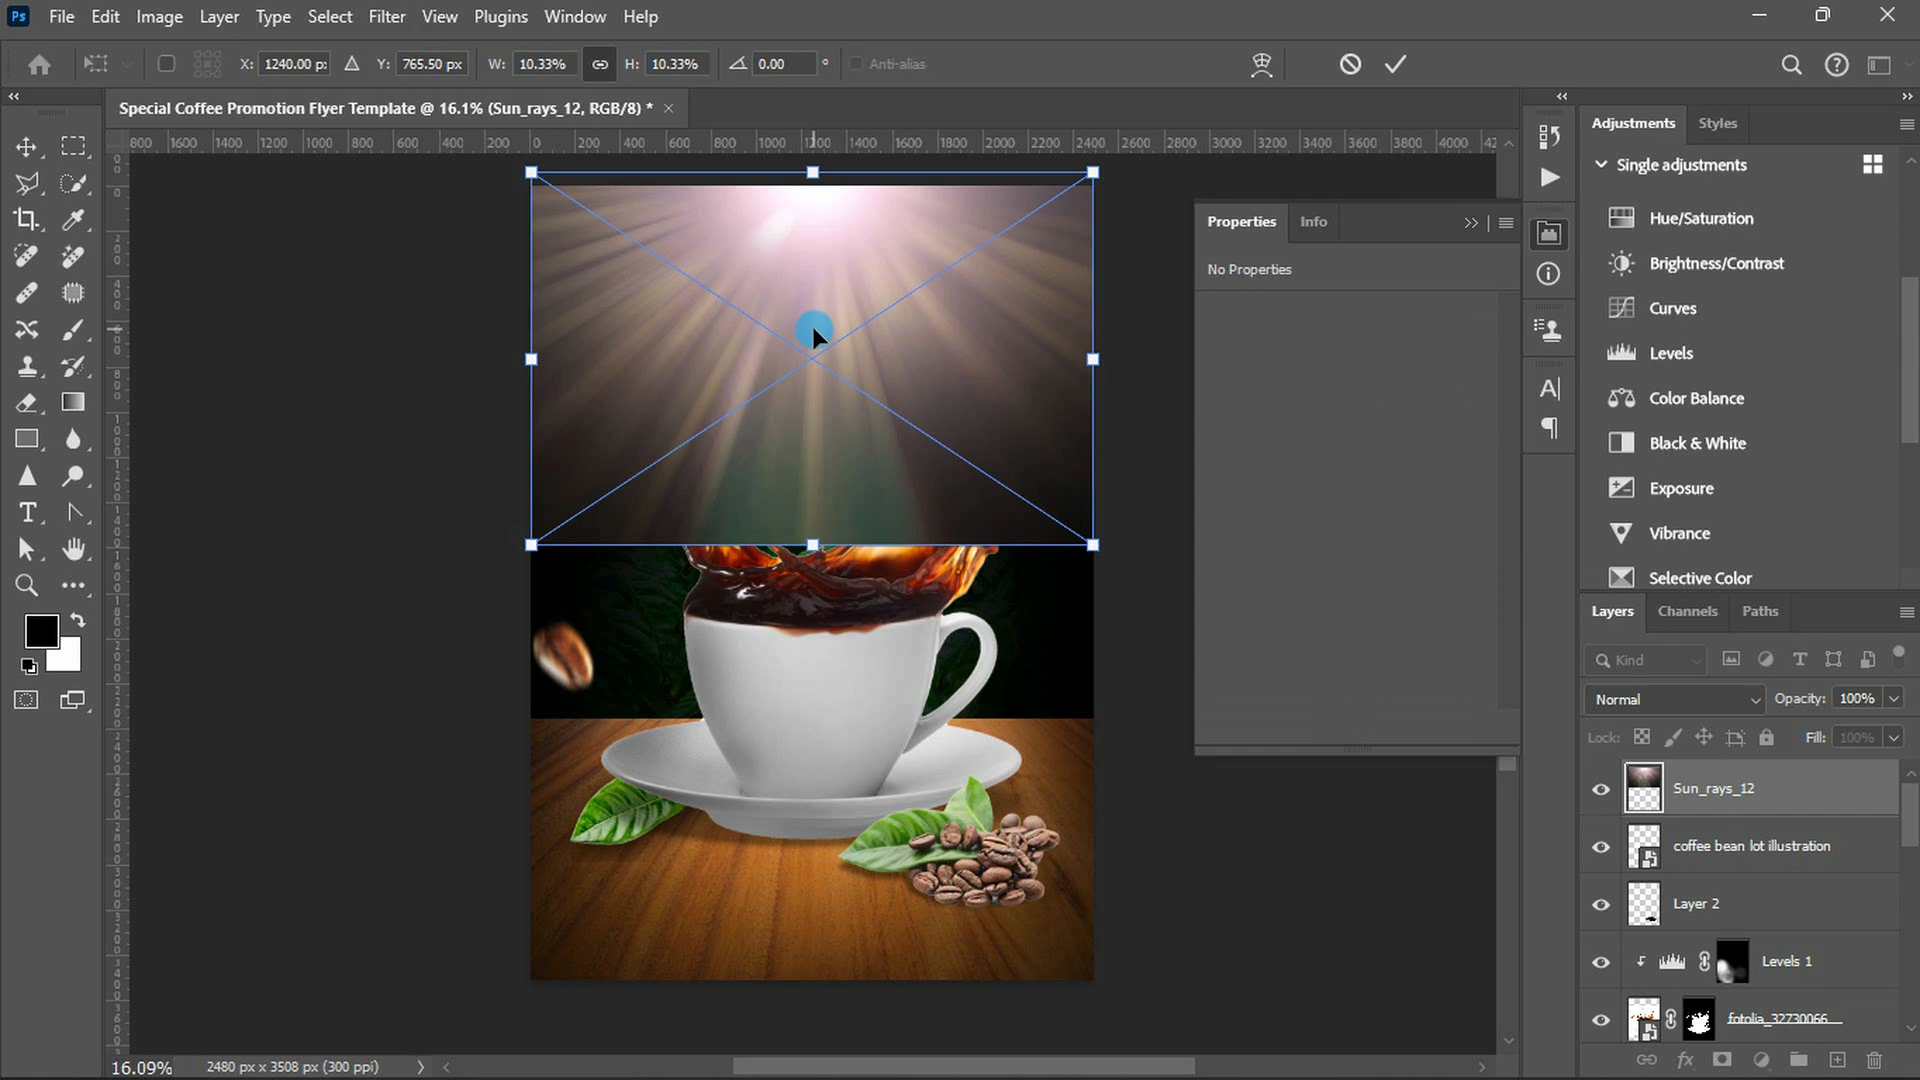 Ps File Edit Image Layer Type Select Filter View Plugins Window Help
X: 1240.00 p: Y: 765.50 px W: 10.33% H: 10.33% 0.00 ° Anti-alias
Special Coffee Promotion Flyer Template @ 16.1% (Sun_rays_12, RGB/8) *
800 1600 1400 1200 1000 800 600 400 200 0 200 400 600 800 1000 1200 1400 1600 1800 2000 2200 2400 2600 2800 3000 3200 3400 3600 3800 4000 42
Properties Info
No Properties
Adjustments Styles
Single adjustments
Hue/Saturation
Brightness/Contrast
Curves
Levels
Color Balance
Black & White
Exposure
Vibrance
Selective Color
Layers Channels Paths
Kind
Normal Opacity: 100%
Lock: Fill: 100%
Sun_rays_12
coffee bean lot illustration
Layer 2
Levels 1
fotolia_32730066_
16.09% 2480 px x 3508 px (300 ppi)